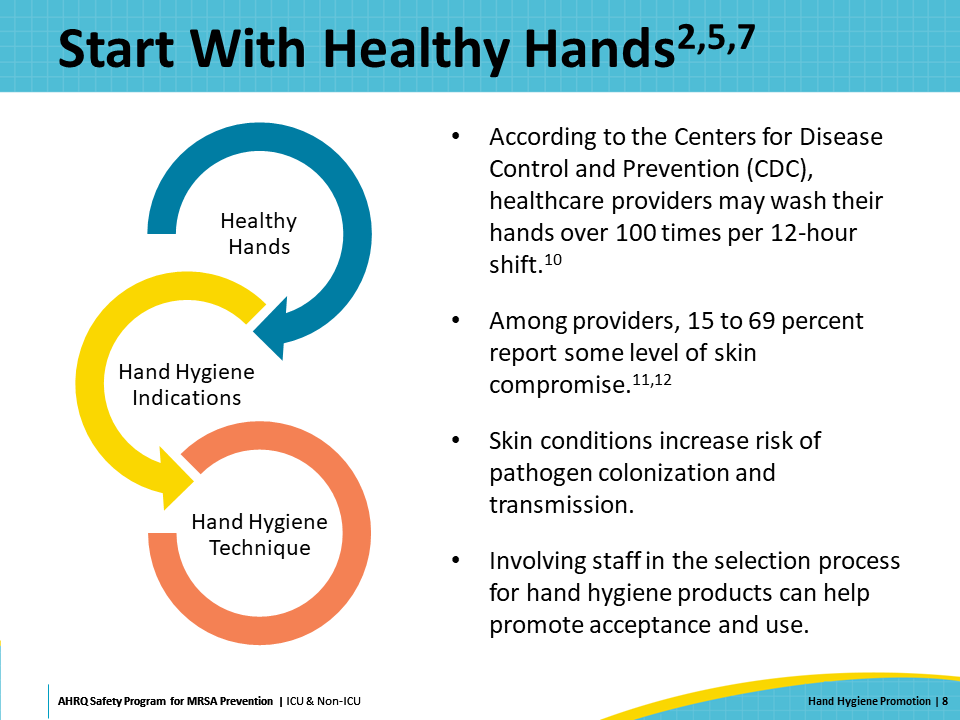 Start With Healthy Hands2,5,7
Healthy
Hands
Hand Hygiene
Indications
Hand Hygiene
Technique
• According to the Centers for Disease
Control and Prevention (CDC),
healthcare providers may wash their
hands over 100 times per 12-hour
shift.10
• Among providers, 15 to 69 percent
report some level of skin
compromise.11,12
• Skin conditions increase risk of
pathogen colonization and
transmission.
• Involving staff in the selection process
for hand hygiene products can help
promote acceptance and use.
AHRQ Safety Program for MRSA Prevention | ICU & Non-ICU
Hand Hygiene Promotion | 8